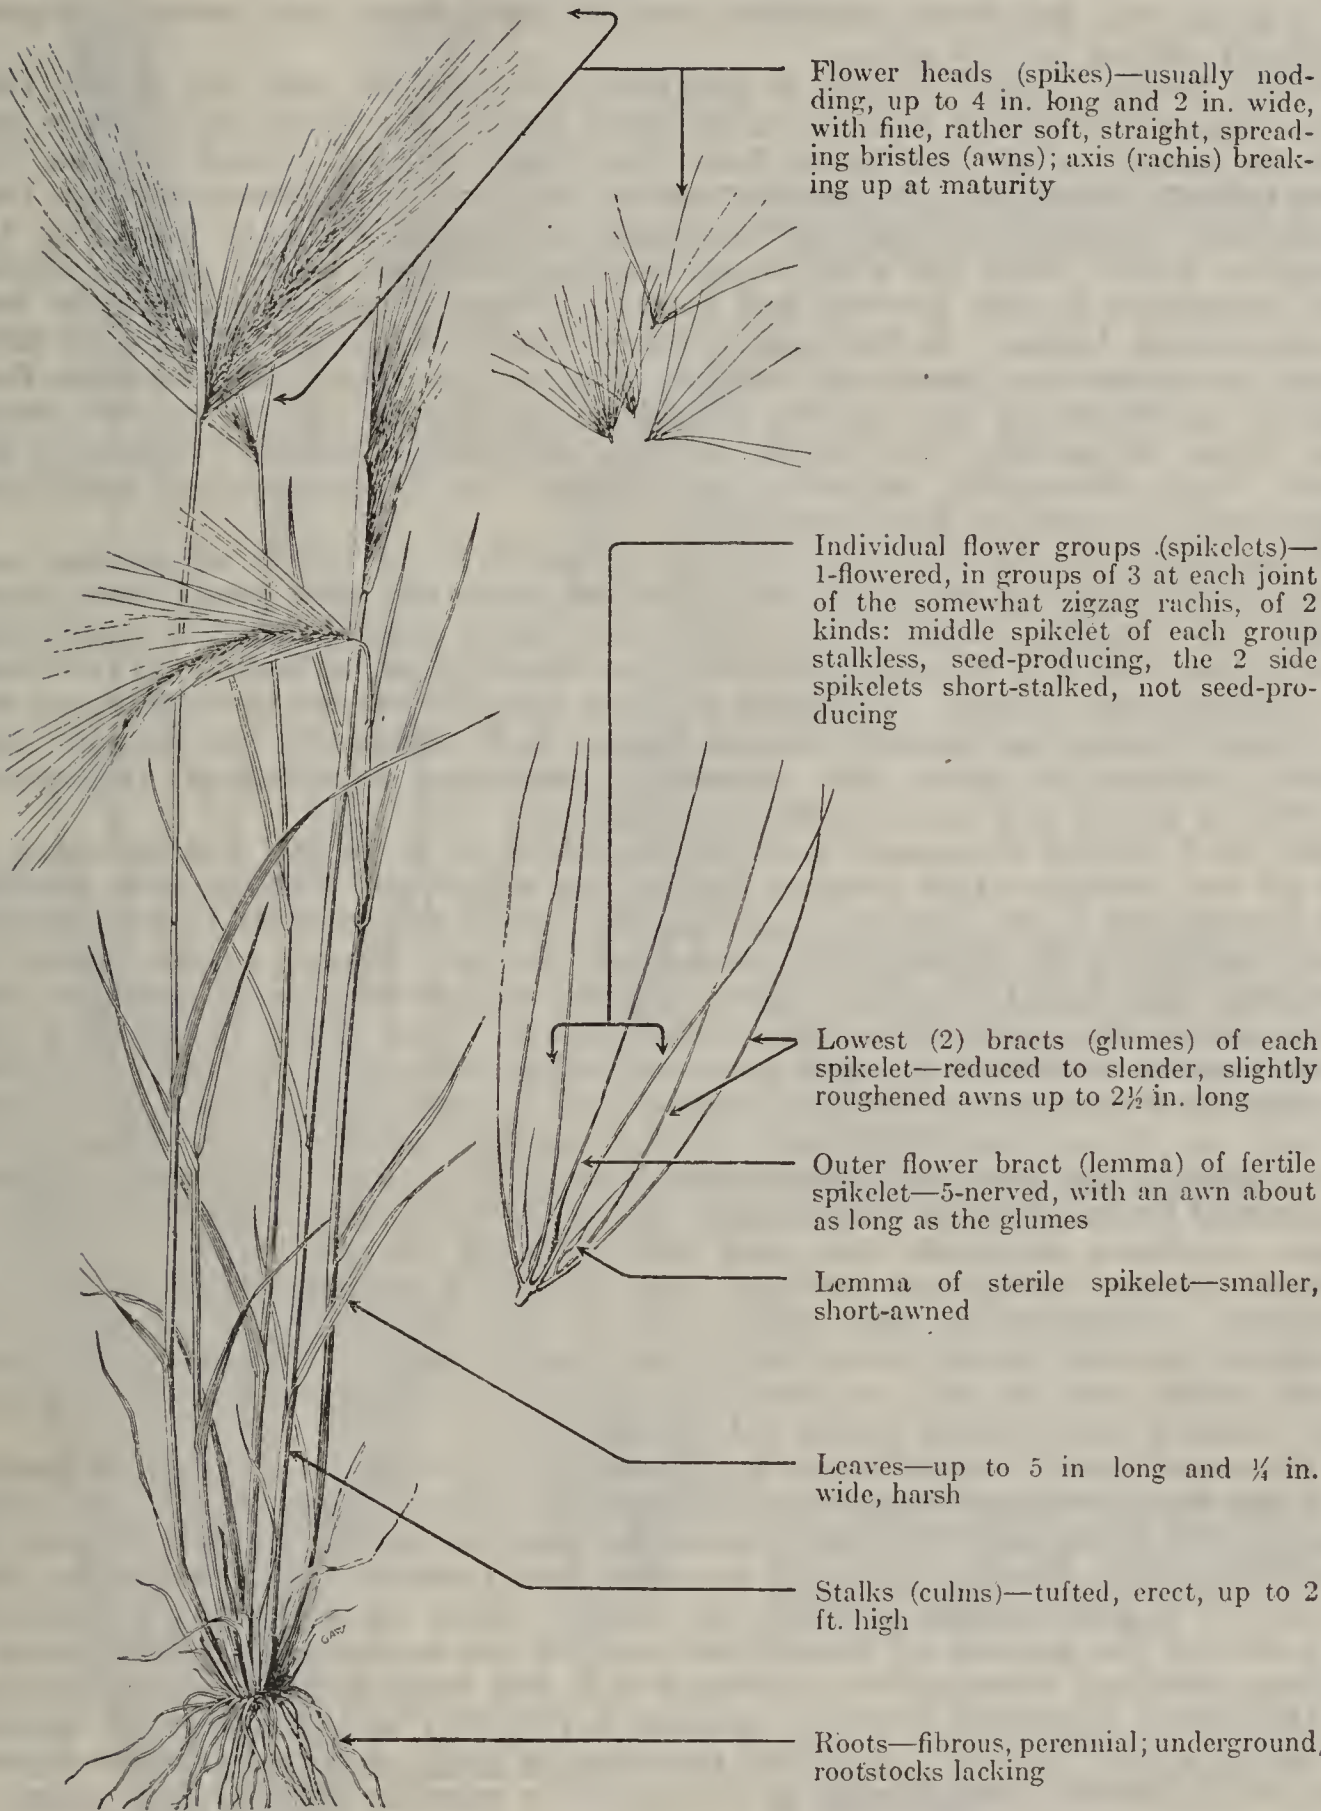 Flower heads (spikes)—usually nod-
ding, up to 4 in. long and 2 in. wide,
with fine, rather soft, straight, spread-
ing bristles (awns); axis (rachis) break-
ing up at maturity
Individual flower groups (spikelets)—
1-flowered, in groups of 3 at each joint
of the somewhat zigzag rachis, of 2
kinds: middle spikelet of each group
stalkless, seed-producing, the 2 side
spikelets short-stalked, not seed-pro-
ducing
Lowest (2) bracts (glumes) of each
spikelet—reduced to slender, slightly
roughened awns up to 2½ in. long
Outer flower bract (lemma) of fertile
spikelet—5-nerved, with an awn about
as long as the glumes
Lemma of sterile spikelet—smaller,
short-awned
Leaves—up to 5 in long and ¼ in.
wide, harsh
Stalks (culms)—tufted, erect, up to 2
ft. high
Roots—fibrous, perennial; underground,
rootstocks lacking